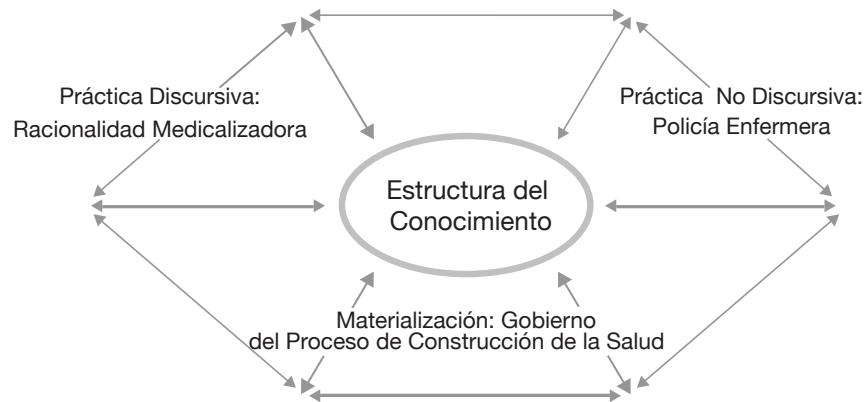 Práctica Discursiva:
Racionalidad Medicalizadora
Práctica No Discursiva:
Policía Enfermera
Estructura del
Conocimiento
Materialización: Gobierno
del Proceso de Construcción de la Salud